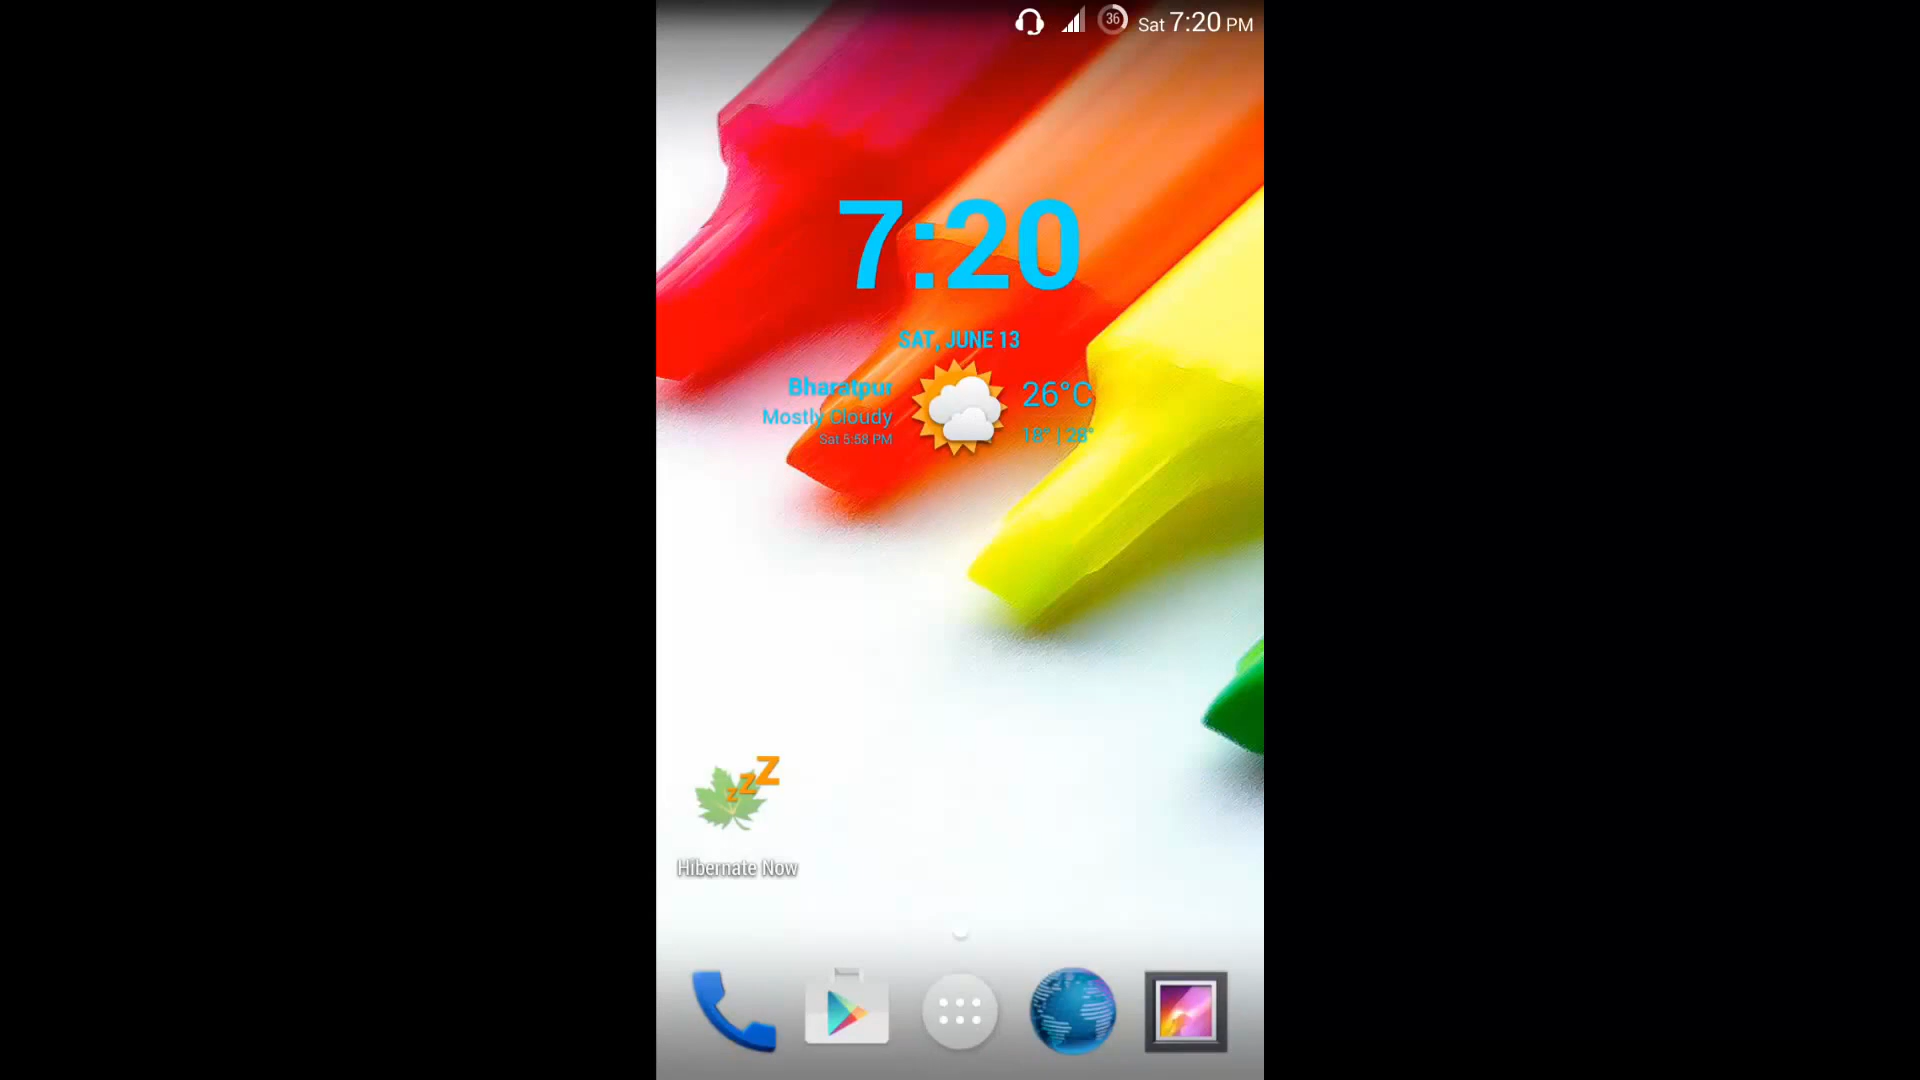 36 Sat 7:20 PM
7:20
SAT, JUNE 13
Bharatpur
Mostly Cloudy
Sat 5:58 PM
26°C
18° | 28°
z z Z
Hibernate Now